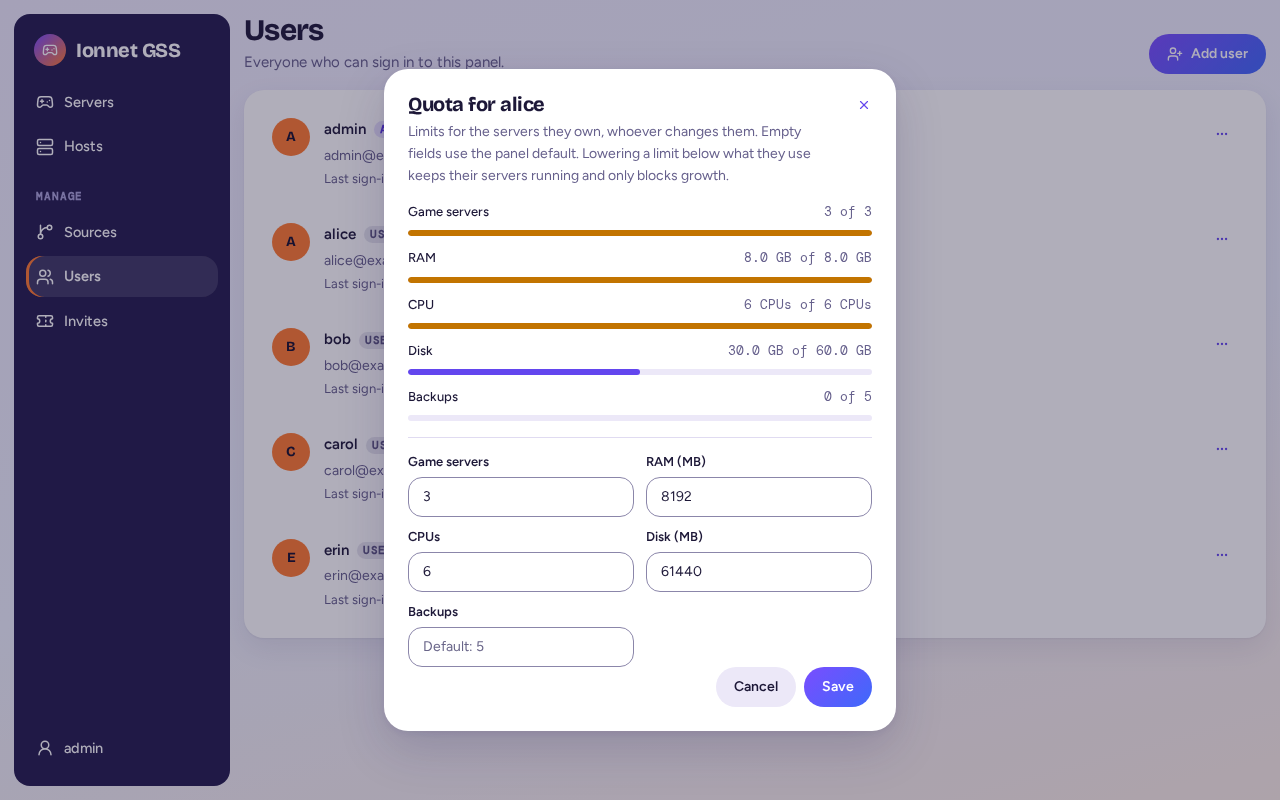 Ionnet GSS
Servers
Hosts
MANAGE
Sources
Users
Invites
admin
Users
Everyone who can sign in to this panel.
Add user
A
admin
admin@e
Last sign-i
A
alice
alice@exa
Last sign-i
B
bob
bob@exa
Last sign-i
C
carol
carol@ex
Last sign-i
E
erin
erin@exa
Last sign-i
Quota for alice
Limits for the servers they own, whoever changes them. Empty
fields use the panel default. Lowering a limit below what they use
keeps their servers running and only blocks growth.
Game servers 3 of 3
RAM 8.0 GB of 8.0 GB
CPU 6 CPUs of 6 CPUs
Disk 30.0 GB of 60.0 GB
Backups 0 of 5
Game servers RAM (MB)
3 8192
CPUs Disk (MB)
6 61440
Backups
Default: 5
Cancel Save